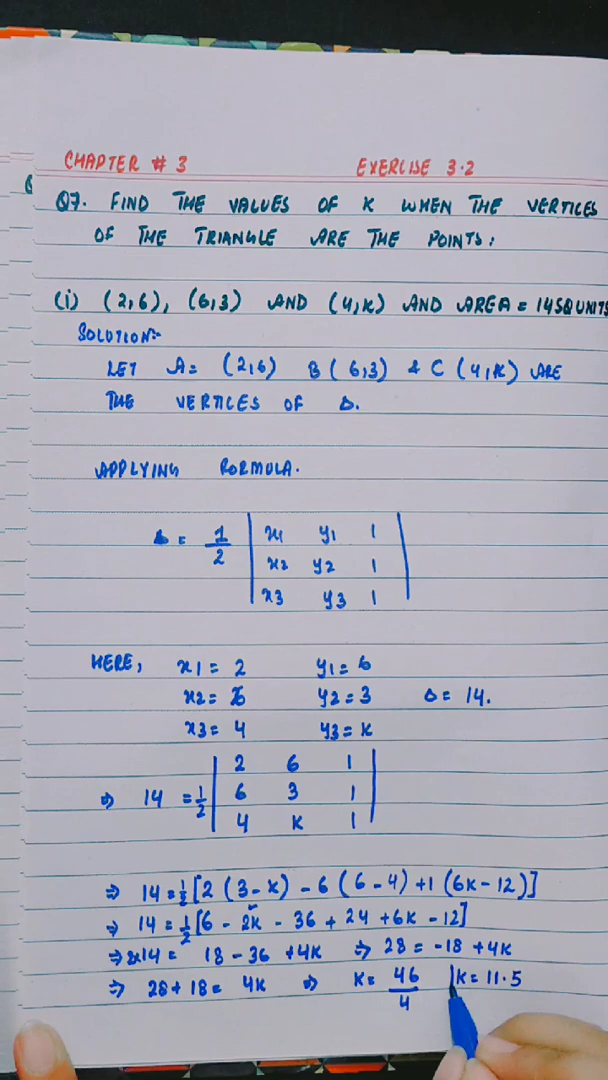 CHAPTER # 3 EXERCISE 3.2
Q7. FIND THE VALUES OF K WHEN THE VERTICES
OF THE TRIANGLE ARE THE POINTS:
(i) (2,6), (6,3) AND (4,K) AND AREA = 14 SQ UNITS
SOLUTION:-
LET A= (2,6) B (6,3) & C (4,K) ARE
THE VERTICES OF Δ.
APPLYING FORMULA.
Δ = 1/2 | x1 y1 1 |
| x2 y2 1 |
| x3 y3 1 |
HERE, x1 = 2 y1 = 6
x2 = 6 y2 = 3 Δ = 14.
x3 = 4 y3 = K
| 2 6 1 |
⇒ 14 = 1/2 | 6 3 1 |
| 4 K 1 |
⇒ 14 = 1/2 [2 (3-K) - 6 (6-4) + 1 (6K-12)]
⇒ 14 = 1/2 [6 - 2K - 36 + 24 + 6K - 12]
⇒ 2x14 = 18 - 36 + 4K ⇒ 28 = -18 + 4K
⇒ 28 + 18 = 4K ⇒ K = 46/4 | K = 11.5